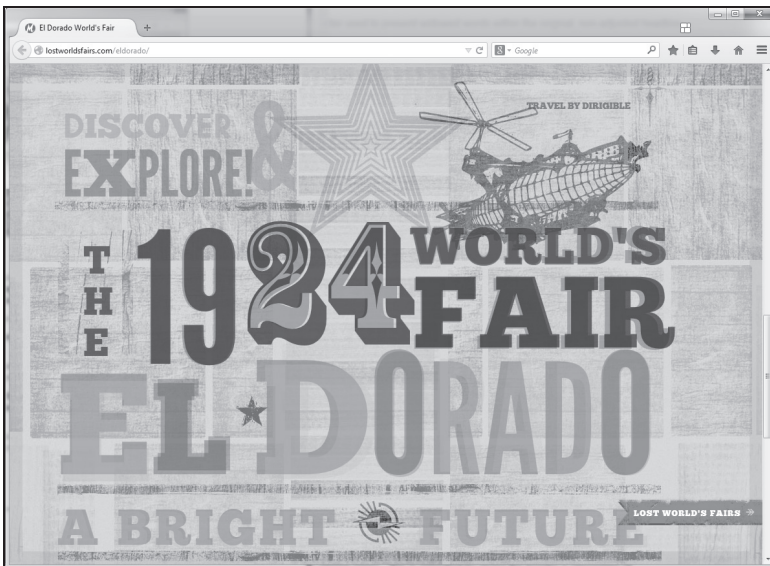 El Dorado World's Fair
lostworldsfairs.com/eldorado/
Google
TRAVEL BY DIRIGIBLE
DISCOVER
& EXPLORE!
THE 1924 WORLD'S
FAIR
EL DORADO
A BRIGHT FUTURE
LOST WORLD'S FAIRS